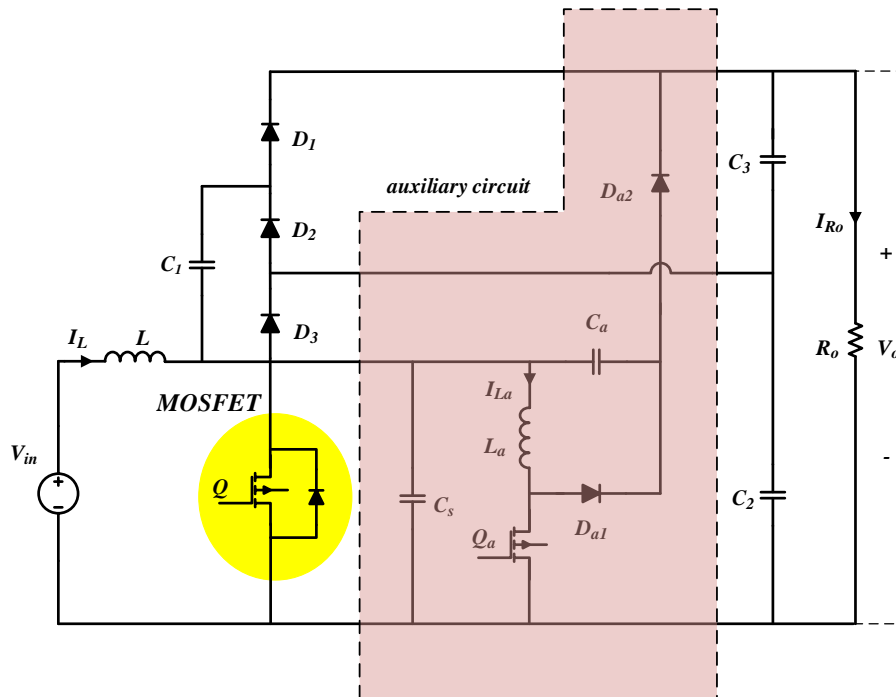 D1
auxiliary circuit
Da2
C3
D2
IRo
+
C1
D3
Ca
IL
L
Ro
Vo
ILa
MOSFET
La
Vin
-
Q
Cs
Da1
C2
Qa